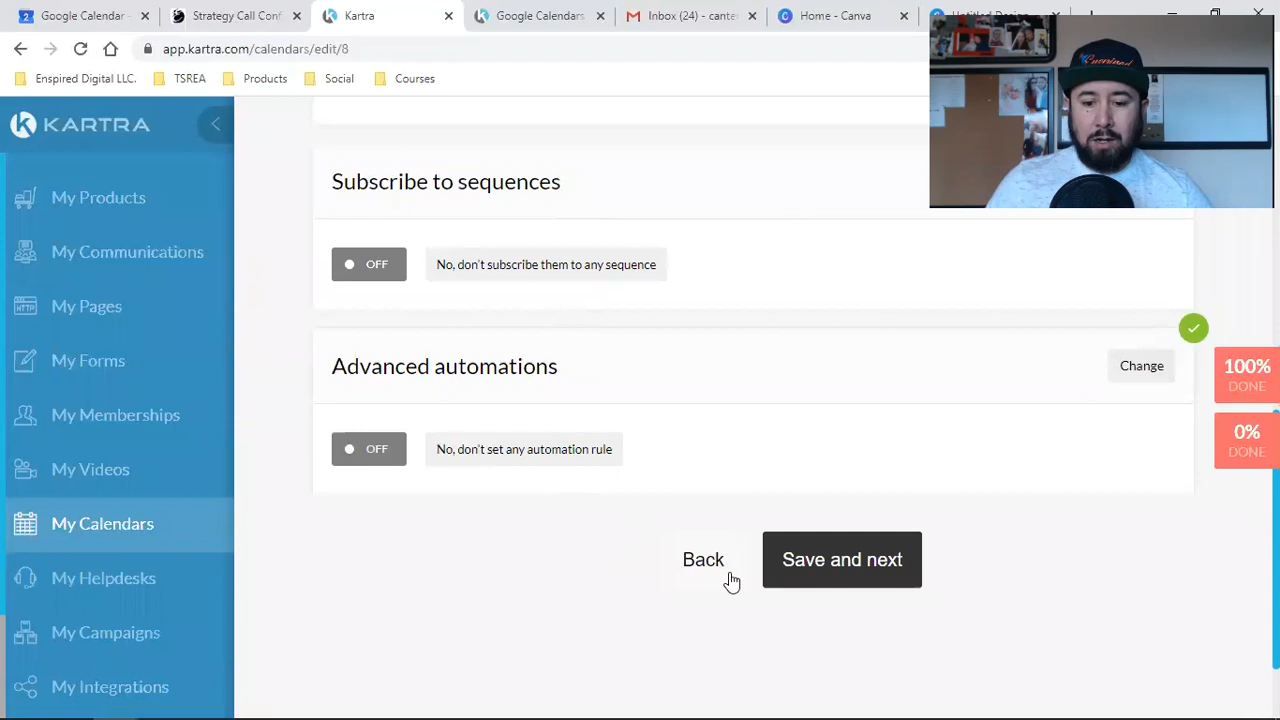 Google Calendar -
Strategy Call Con
Kartra
Google Calendar
Inbox (24) - cantu
Home - Canva
app.kartra.com/calendars/edit/8
Enspired Digital LLC.
TSREA
Products
Social
Courses
KARTRA
My Products
My Communications
My Pages
My Forms
My Memberships
My Videos
My Calendars
My Helpdesks
My Campaigns
My Integrations
Subscribe to sequences
OFF
No, don't subscribe them to any sequence
Advanced automations
Change
OFF
No, don't set any automation rule
Back
Save and next
100%
DONE
0%
DONE